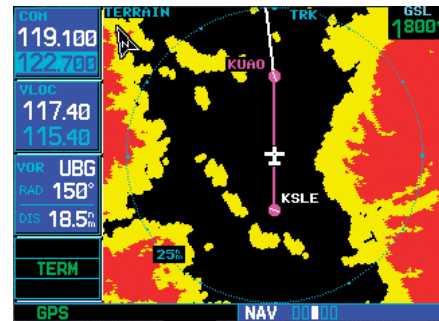 COM
119.100
122.700
VLOC
117.40
115.40
VOR UBG
RAD 150°
DIS 18.5nm
TERM
GPS
TERRAIN
TRK
GSL
1800ft
N
KUAO
KSLE
25nm
NAV